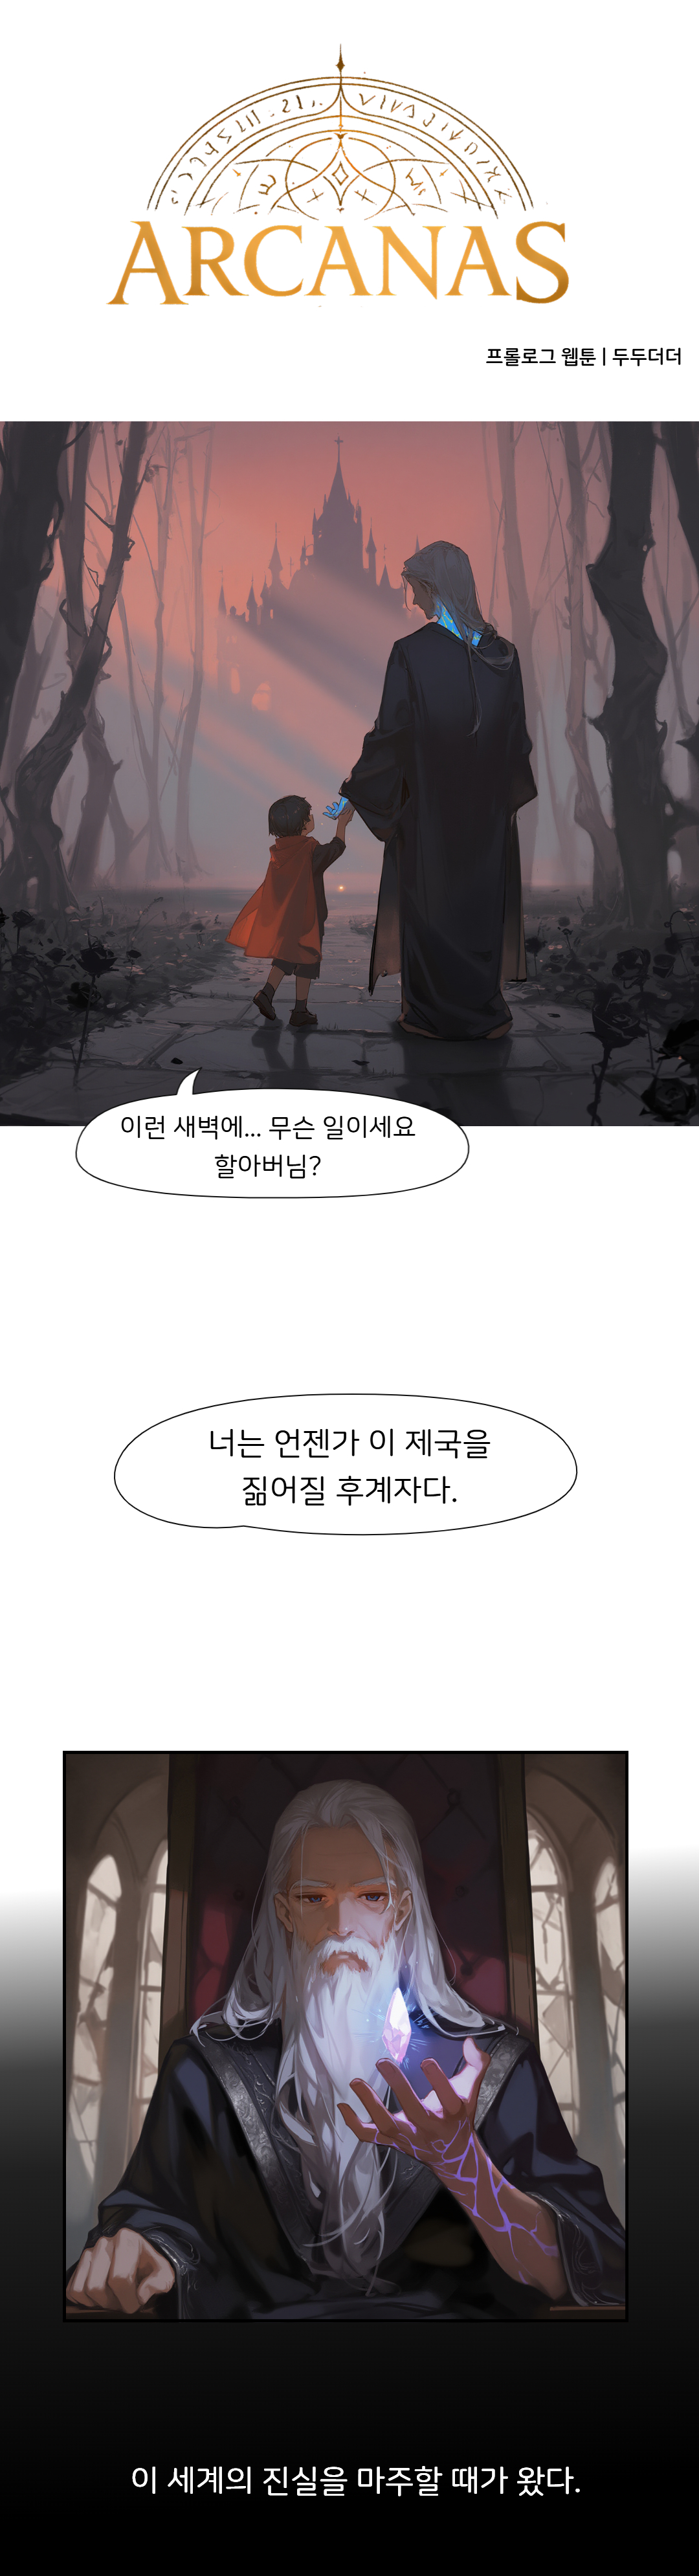 ARCANAS
프롤로그 웹툰 | 두두더더
이런 새벽에... 무슨 일이세요
할아버님?
너는 언젠가 이 제국을
짊어질 후계자다.
이 세계의 진실을 마주할 때가 왔다.